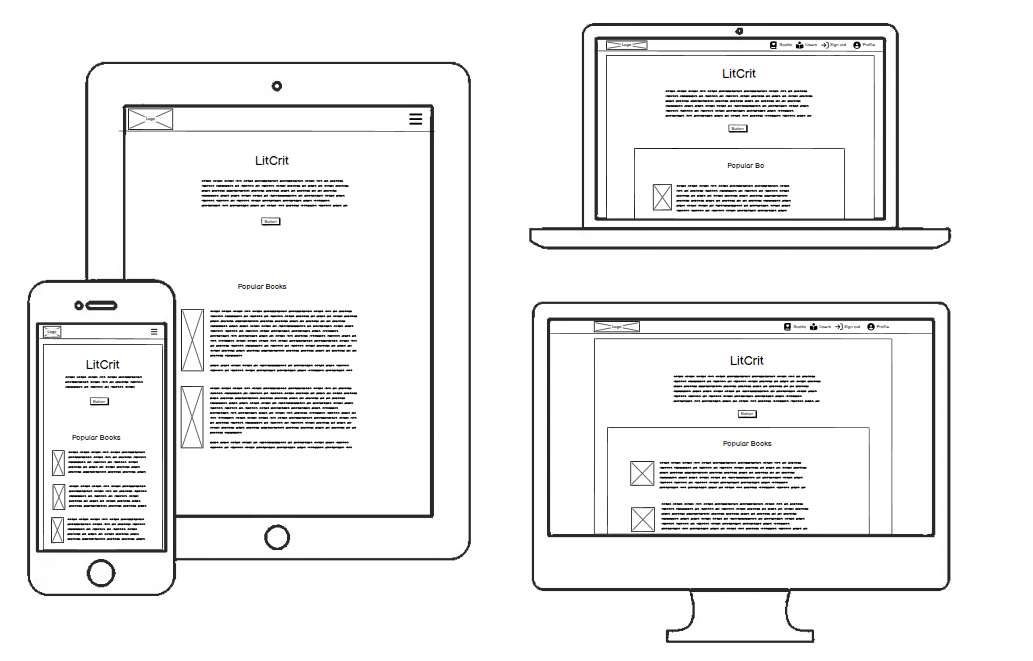 Logo
LitCrit
Button
Popular Books
Logo
LitCrit
Button
Popular Books
Logo Books Users Sign out Profile
LitCrit
Button
Popular Bo
Logo Books Users Sign out Profile
LitCrit
Button
Popular Books